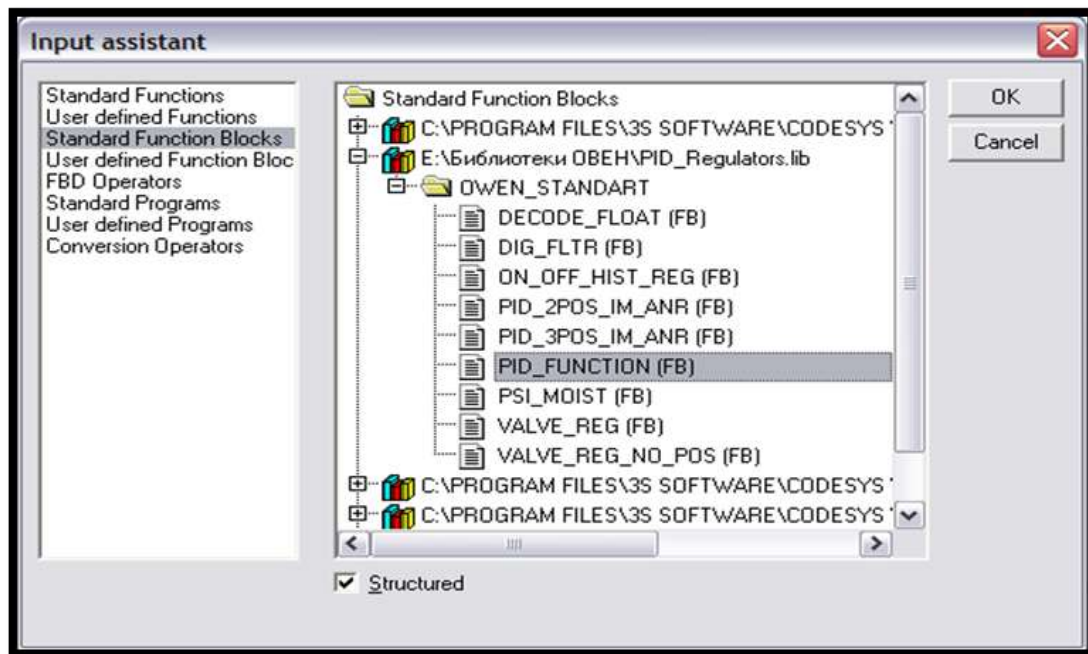 Input assistant
Standard Functions
User defined Functions
Standard Function Blocks
User defined Function Bloc
FBD Operators
Standard Programs
User defined Programs
Conversion Operators
Standard Function Blocks
C:\PROGRAM FILES\3S SOFTWARE\CODESYS
E:\Библиотеки ОВЕН\PID_Regulators.lib
OWEN_STANDART
DECODE_FLOAT (FB)
DIG_FLTR (FB)
ON_OFF_HIST_REG (FB)
PID_2POS_IM_ANR (FB)
PID_3POS_IM_ANR (FB)
PID_FUNCTION (FB)
PSI_MOIST (FB)
VALVE_REG (FB)
VALVE_REG_NO_POS (FB)
C:\PROGRAM FILES\3S SOFTWARE\CODESYS
C:\PROGRAM FILES\3S SOFTWARE\CODESYS
Structured
OK
Cancel